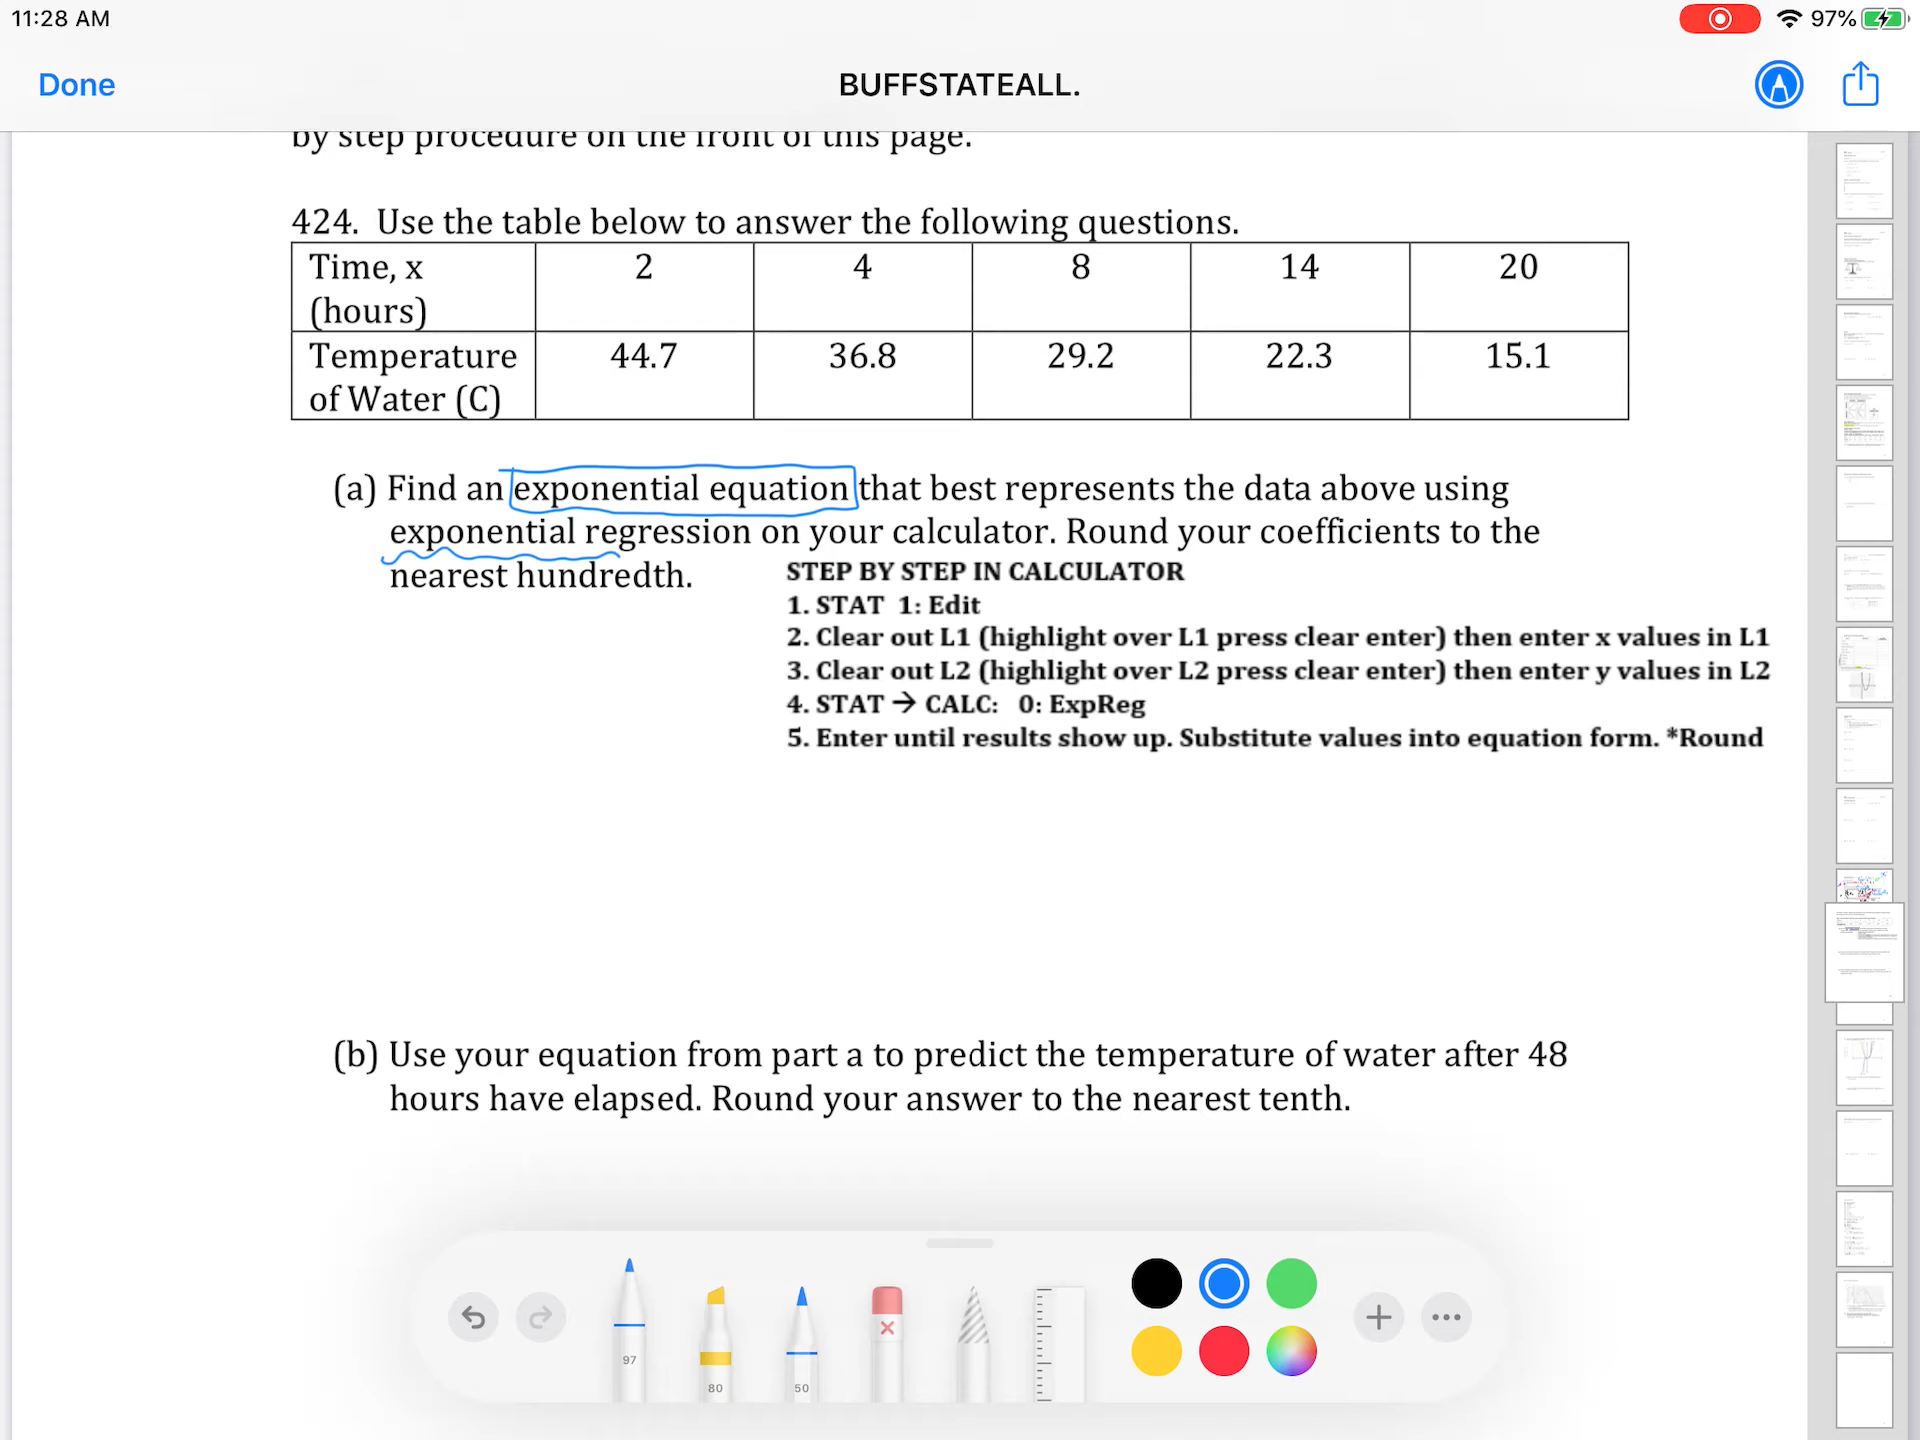 11:28 AM
97%
Done
BUFFSTATEALL.
by step procedure on the front of this page.
424. Use the table below to answer the following questions.
Time, x (hours) 2 4 8 14 20
Temperature of Water (C) 44.7 36.8 29.2 22.3 15.1
(a) Find an exponential equation that best represents the data above using
exponential regression on your calculator. Round your coefficients to the
nearest hundredth.
STEP BY STEP IN CALCULATOR
1. STAT 1: Edit
2. Clear out L1 (highlight over L1 press clear enter) then enter x values in L1
3. Clear out L2 (highlight over L2 press clear enter) then enter y values in L2
4. STAT → CALC: 0: ExpReg
5. Enter until results show up. Substitute values into equation form. *Round
(b) Use your equation from part a to predict the temperature of water after 48
hours have elapsed. Round your answer to the nearest tenth.
97
80
50